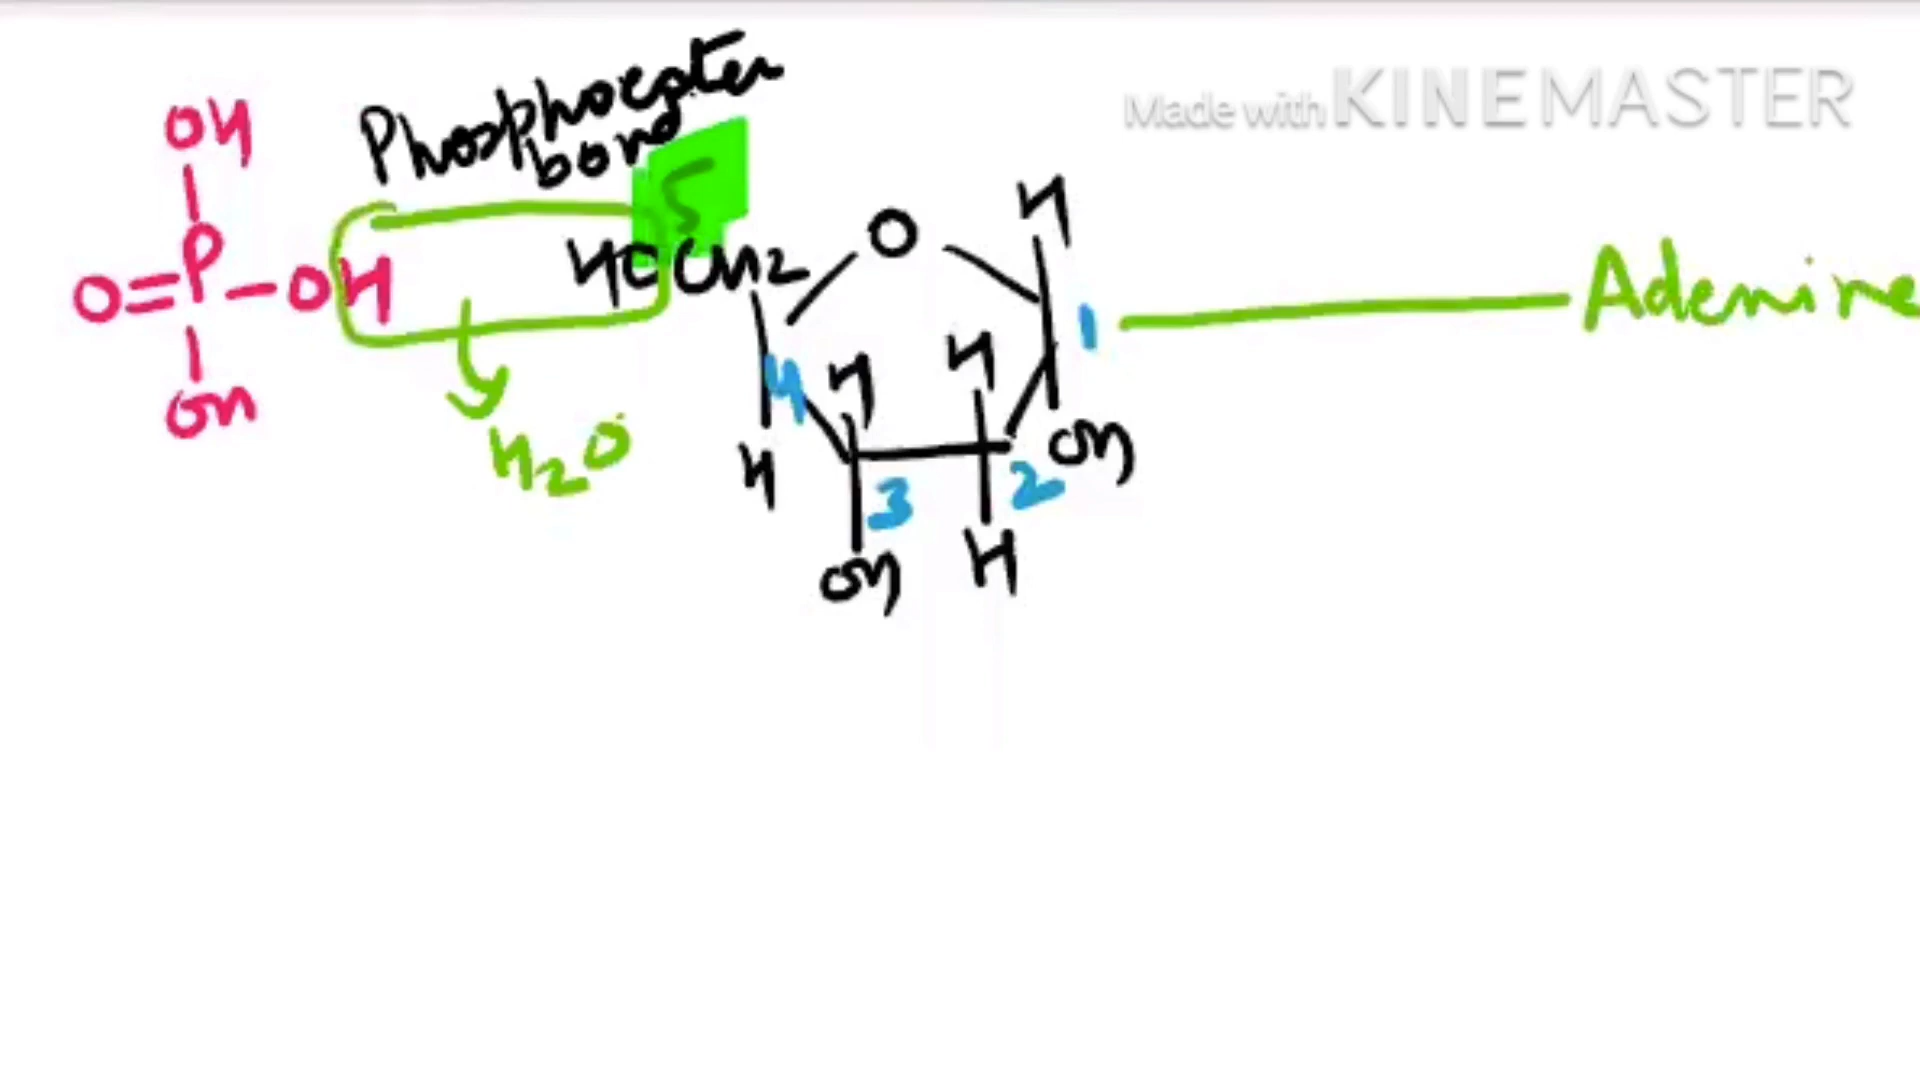 Phosphoester
bond
Made with KINEMASTER
OH
5
P
O=P-OH
HOCH2
O
H
1
Adenine
4
H
H
OH
H2O
H
3
2
OH
OH
H